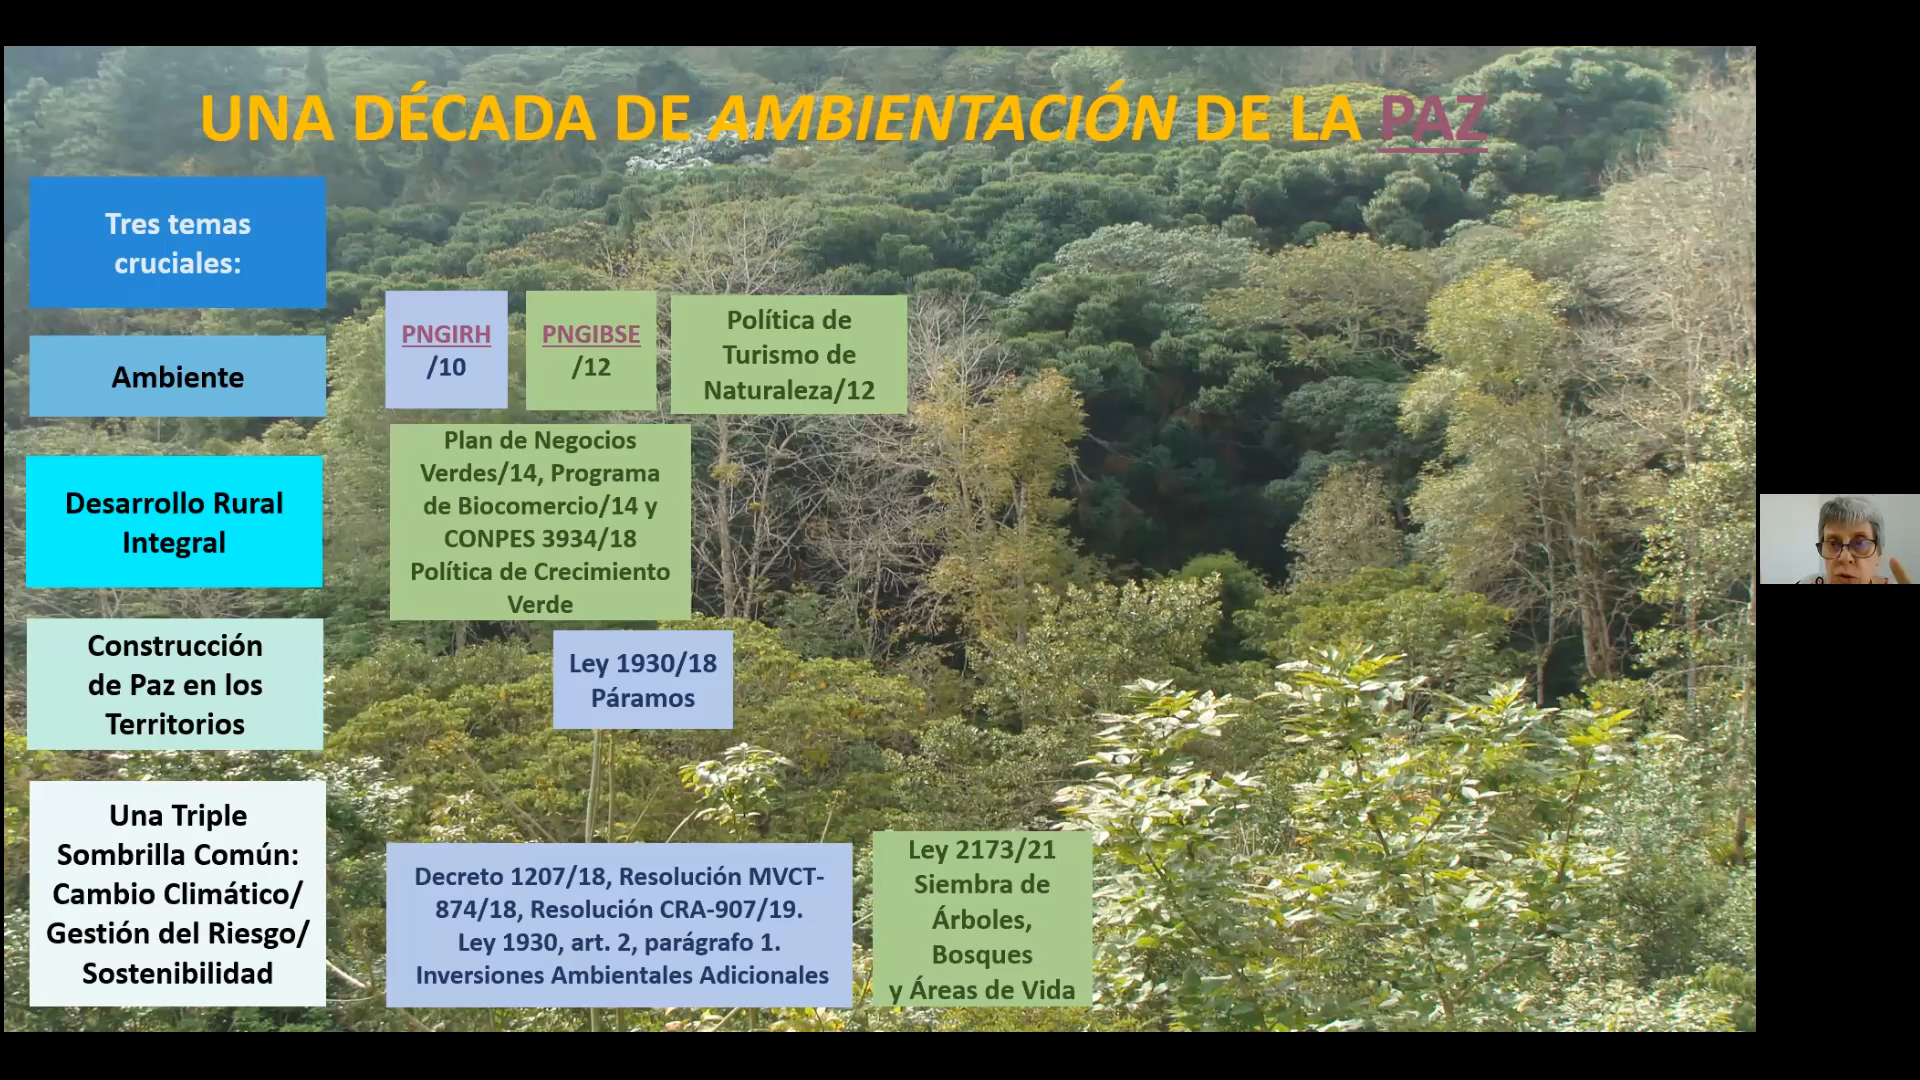 UNA DÉCADA DE AMBIENTACIÓN DE LA PAZ
Tres temas
cruciales:
Ambiente
PNGIRH
/10
PNGIBSE
/12
Política de
Turismo de
Naturaleza/12
Desarrollo Rural
Integral
Plan de Negocios
Verdes/14, Programa
de Biocomercio/14 y
CONPES 3934/18
Política de Crecimiento
Verde
Construcción
de Paz en los
Territorios
Ley 1930/18
Páramos
Una Triple
Sombrilla Común:
Cambio Climático/
Gestión del Riesgo/
Sostenibilidad
Decreto 1207/18, Resolución MVCT-
874/18, Resolución CRA-907/19.
Ley 1930, art. 2, parágrafo 1.
Inversiones Ambientales Adicionales
Ley 2173/21
Siembra de
Árboles,
Bosques
y Áreas de Vida